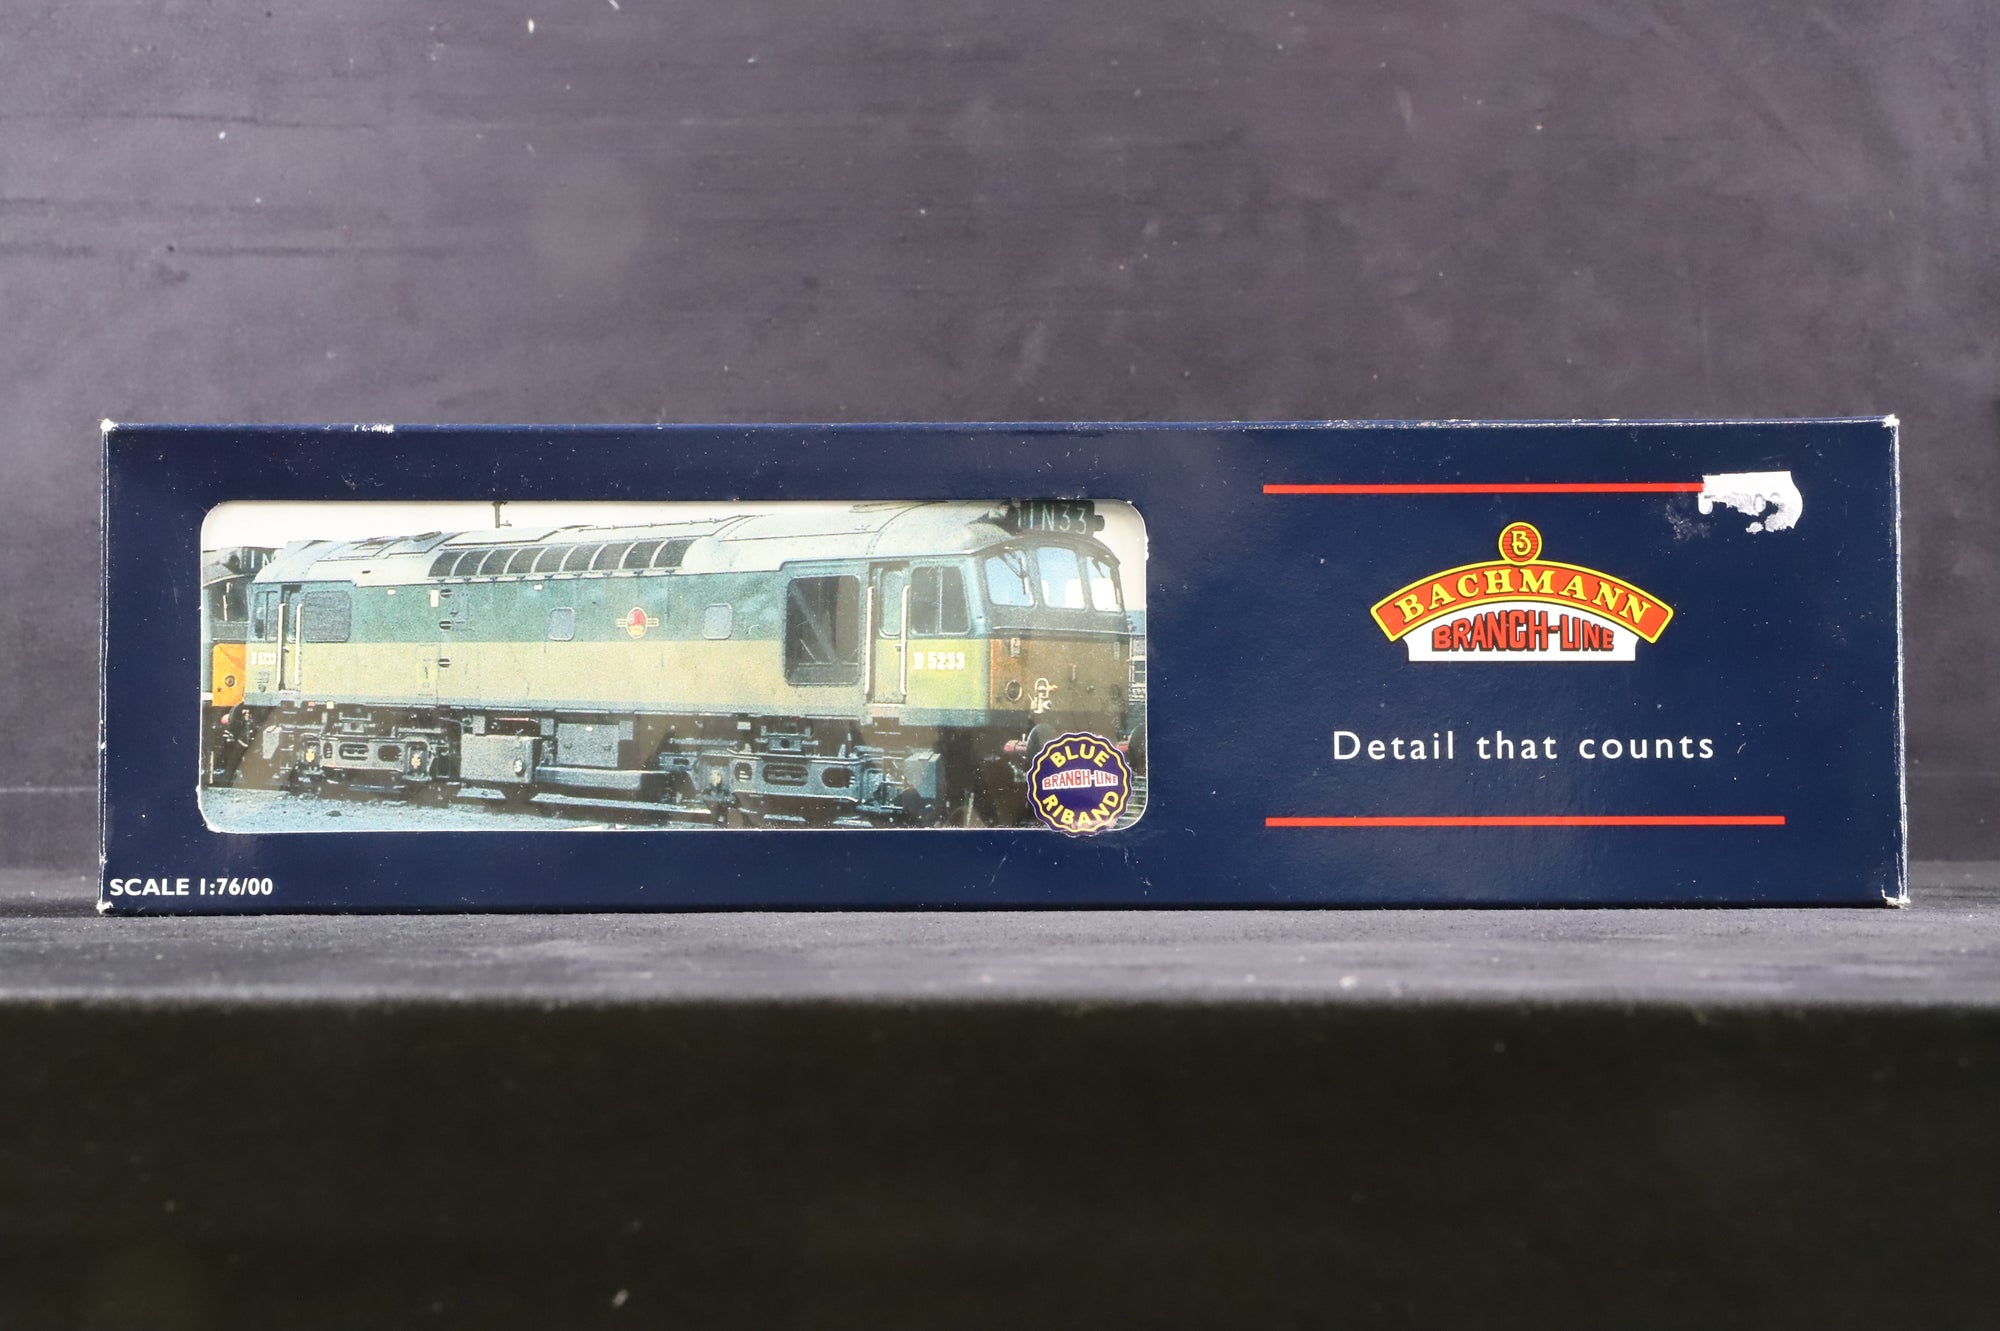 1N33
D5233
BLUE
BRANCH-LINE
RIBAND
SCALE 1:76/00
BACHMANN
BRANCH-LINE
Detail that counts